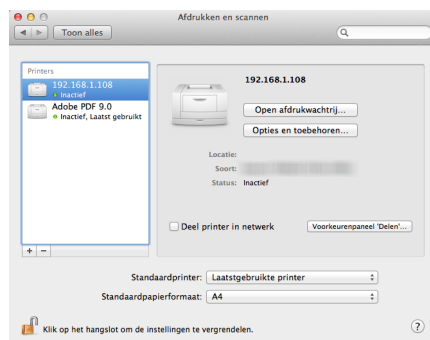 Afdrukken en scannen
Toon alles
Printers
192.168.1.108
Inactief
Adobe PDF 9.0
Inactief, Laatst gebruikt
192.168.1.108
Open afdrukwachtrij...
Opties en toebehoren...
Locatie:
Soort:
Status: Inactief
Deel printer in netwerk
Voorkeurenpaneel 'Delen'...
+ −
Standaardprinter: Laatstgebruikte printer
Standaardpapierformaat: A4
Klik op het hangslot om de instellingen te vergrendelen.
?